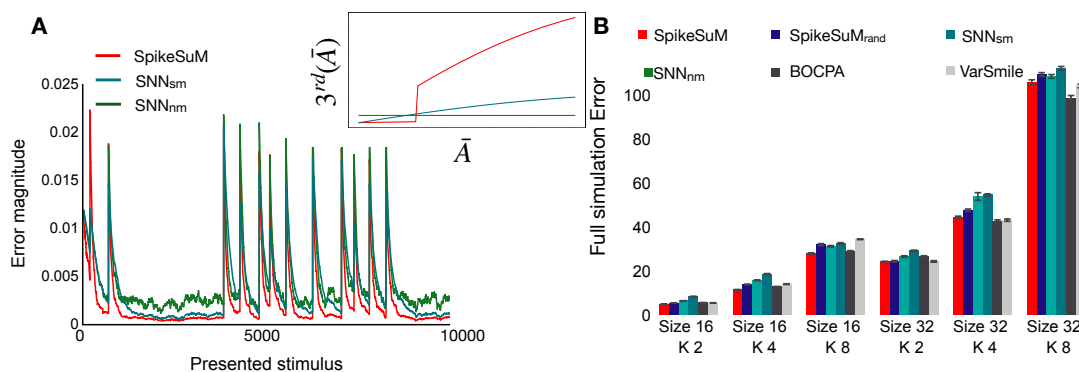 A
SpikeSuM
SNNsm
SNNnm
0.025
0.02
0.015
0.01
0.005
0
0
5000
10000
Error magnitude
Presented stimulus
3rd(Ā)
Ā
B
SpikeSuM
SpikeSuMrand
SNNsm
SNNnm
BOCPA
VarSmile
Full simulation Error
100
80
60
40
20
0
Size 16
K 2
Size 16
K 4
Size 16
K 8
Size 32
K 2
Size 32
K 4
Size 32
K 8